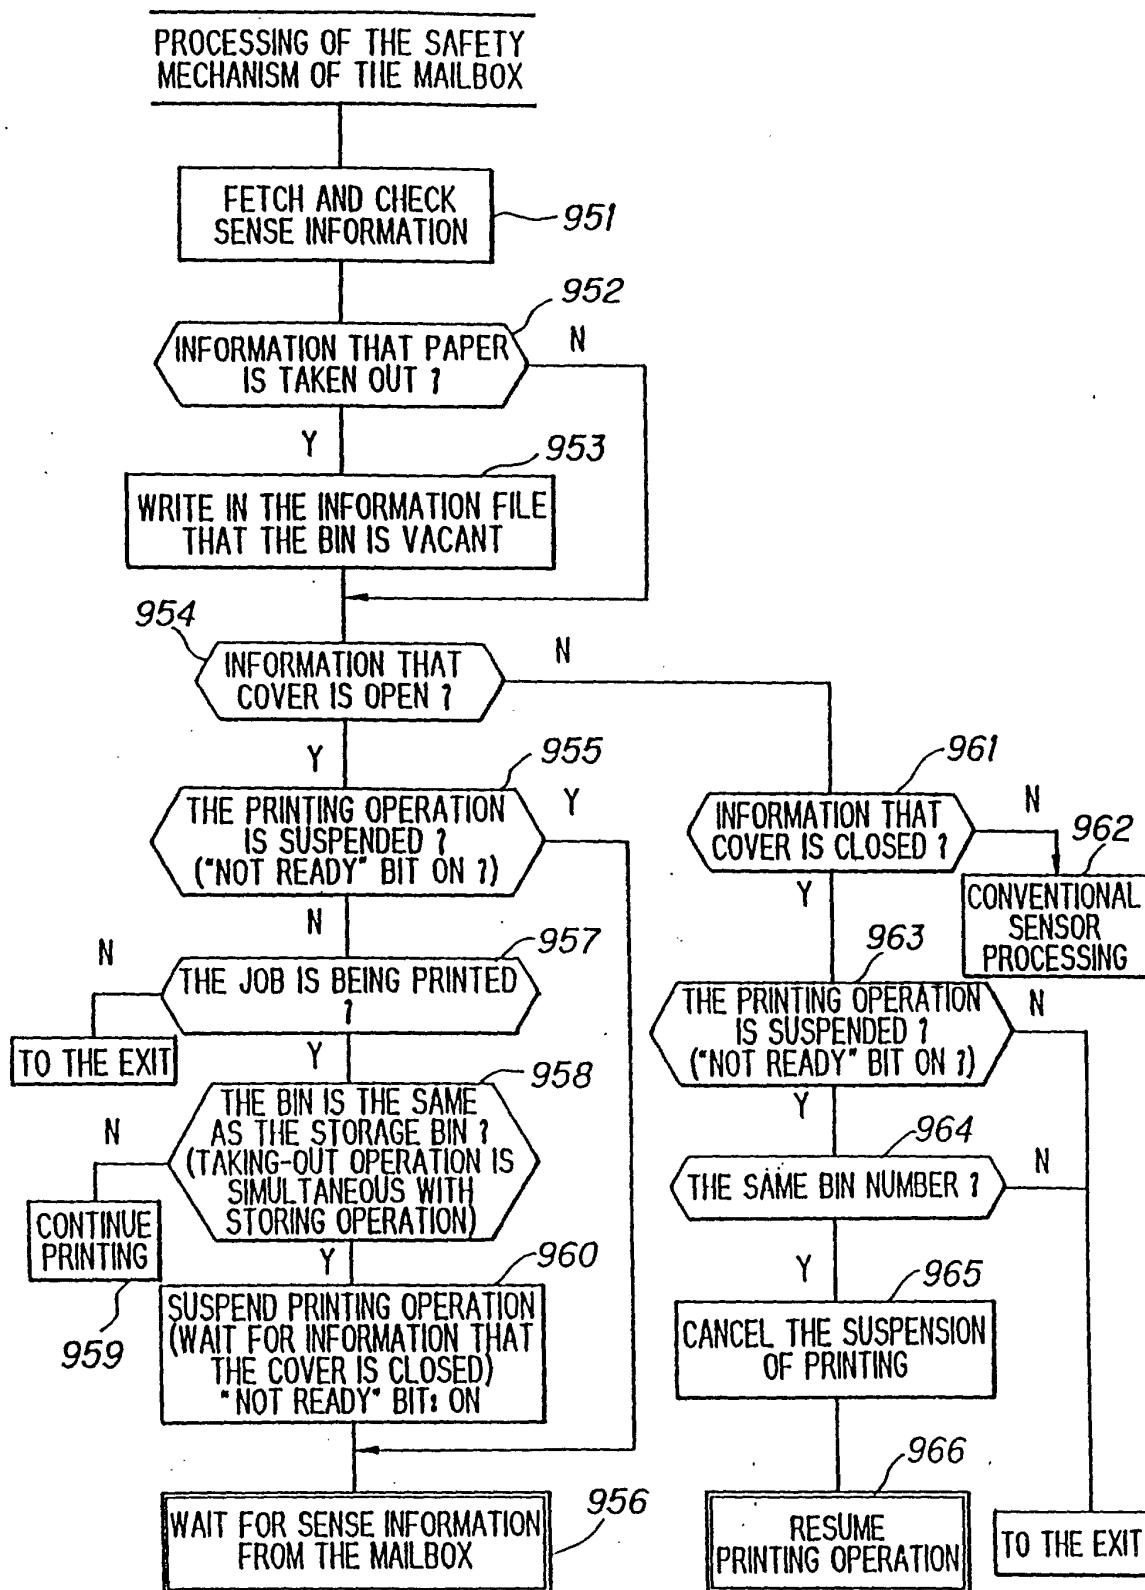 PROCESSING OF THE SAFETY
MECHANISM OF THE MAILBOX
FETCH AND CHECK
SENSE INFORMATION
951
952
INFORMATION THAT PAPER
IS TAKEN OUT ?
N
Y
953
WRITE IN THE INFORMATION FILE
THAT THE BIN IS VACANT
954
INFORMATION THAT
COVER IS OPEN ?
N
Y
955
THE PRINTING OPERATION
IS SUSPENDED ?
("NOT READY" BIT ON ?)
Y
N
957
THE JOB IS BEING PRINTED
?
N
TO THE EXIT
Y
958
THE BIN IS THE SAME
AS THE STORAGE BIN ?
(TAKING-OUT OPERATION IS
SIMULTANEOUS WITH
STORING OPERATION)
N
CONTINUE
PRINTING
959
Y
960
SUSPEND PRINTING OPERATION
(WAIT FOR INFORMATION THAT
THE COVER IS CLOSED)
"NOT READY" BIT: ON
WAIT FOR SENSE INFORMATION
FROM THE MAILBOX
956
961
INFORMATION THAT
COVER IS CLOSED ?
N
962
CONVENTIONAL
SENSOR
PROCESSING
Y
963
THE PRINTING OPERATION
IS SUSPENDED ?
("NOT READY" BIT ON ?)
N
Y
964
THE SAME BIN NUMBER ?
N
Y
965
CANCEL THE SUSPENSION
OF PRINTING
966
RESUME
PRINTING OPERATION
TO THE EXIT